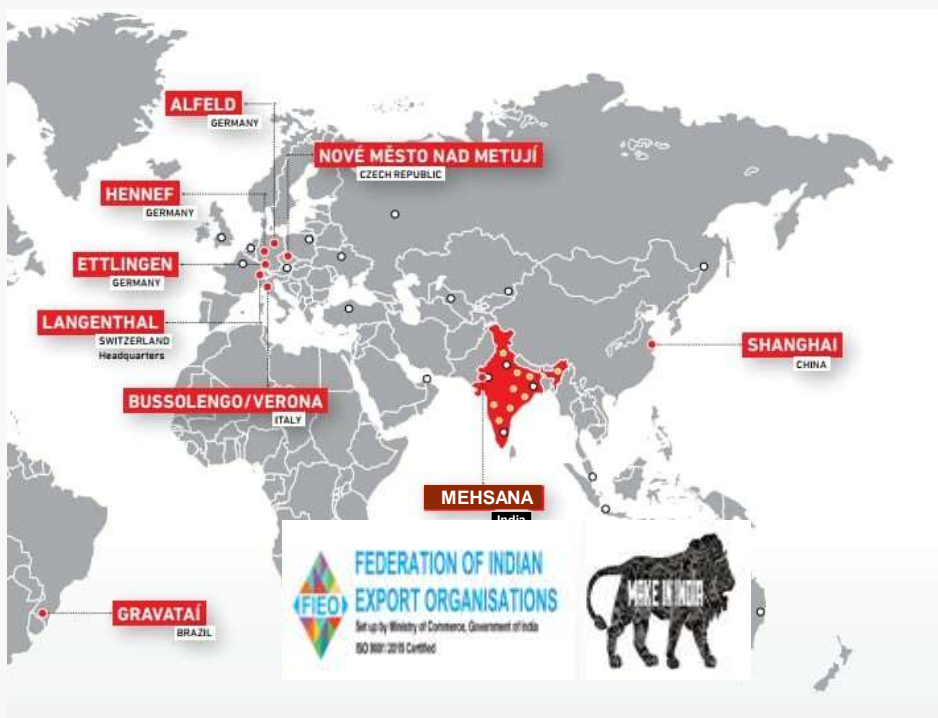 ALFELD
GERMANY
NOVÉ MĚSTO NAD METUJÍ
CZECH REPUBLIC
HENNEF
GERMANY
ETTLINGEN
GERMANY
LANGENTHAL
SWITZERLAND
Headquarters
SHANGHAI
CHINA
BUSSOLENGO/VERONA
ITALY
MEHSANA
India
FIEO
FEDERATION OF INDIAN
EXPORT ORGANISATIONS
Set up by Ministry of Commerce, Government of India
ISO 9001:2015 Certified
MAKE IN INDIA
GRAVATAÍ
BRAZIL